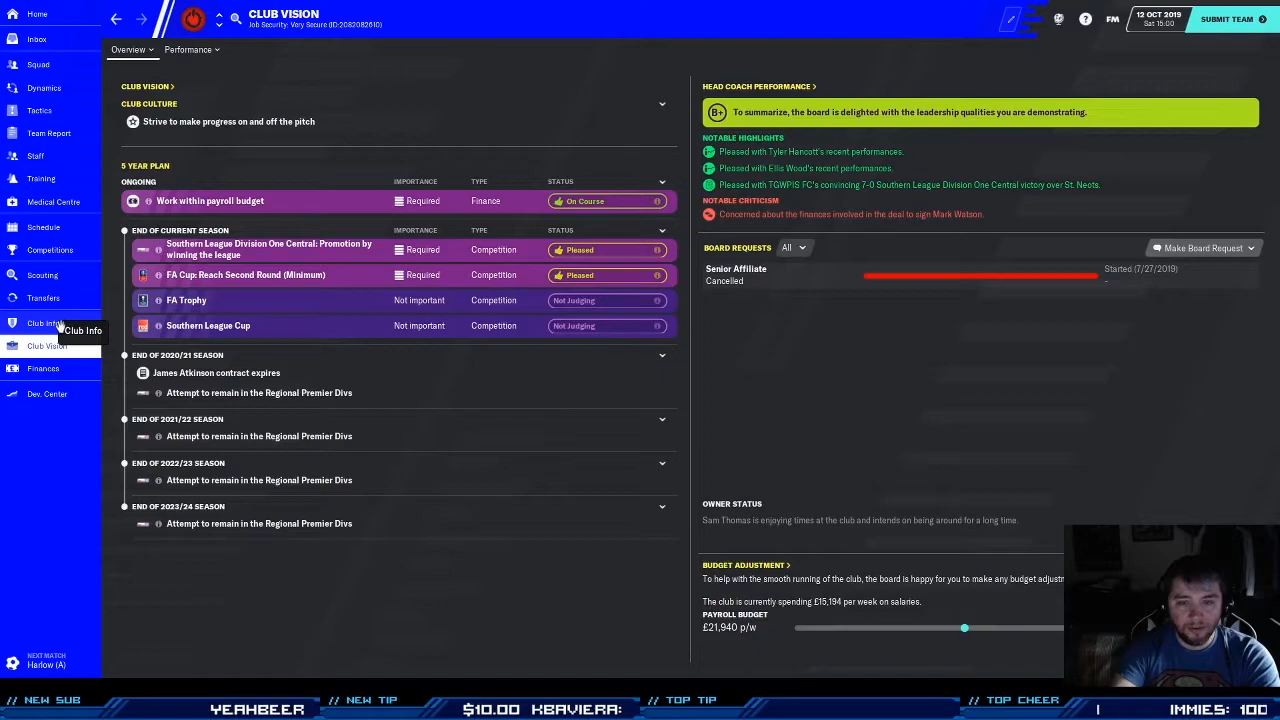 Home
CLUB VISION
Job Security: Very Secure (ID:2082082610)
FM
12 OCT 2019
Sat 15:00
SUBMIT TEAM
Inbox
Squad
Dynamics
Tactics
Team Report
Staff
Training
Medical Centre
Schedule
Competitions
Scouting
Transfers
Club Info
Club Info
Club Vision
Finances
Dev. Center
NEXT MATCH
Harlow (A)
Overview
Performance
CLUB VISION >
CLUB CULTURE
Strive to make progress on and off the pitch
5 YEAR PLAN
ONGOING IMPORTANCE TYPE STATUS
Work within payroll budget Required Finance On Course
END OF CURRENT SEASON IMPORTANCE TYPE STATUS
Southern League Division One Central: Promotion by
winning the league Required Competition Pleased
FA Cup: Reach Second Round (Minimum) Required Competition Pleased
FA Trophy Not important Competition Not Judging
Southern League Cup Not important Competition Not Judging
END OF 2020/21 SEASON
James Atkinson contract expires
Attempt to remain in the Regional Premier Divs
END OF 2021/22 SEASON
Attempt to remain in the Regional Premier Divs
END OF 2022/23 SEASON
Attempt to remain in the Regional Premier Divs
END OF 2023/24 SEASON
Attempt to remain in the Regional Premier Divs
HEAD COACH PERFORMANCE >
B+ To summarize, the board is delighted with the leadership qualities you are demonstrating.
NOTABLE HIGHLIGHTS
Pleased with Tyler Hancott's recent performances.
Pleased with Ellis Wood's recent performances.
Pleased with TGWPIS FC's convincing 7-0 Southern League Division One Central victory over St. Neots.
NOTABLE CRITICISM
Concerned about the finances involved in the deal to sign Mark Watson.
BOARD REQUESTS All
Make Board Request
Senior Affiliate
Cancelled
Started (7/27/2019)
-
OWNER STATUS
Sam Thomas is enjoying times at the club and intends on being around for a long time.
BUDGET ADJUSTMENT >
To help with the smooth running of the club, the board is happy for you to make any budget adjustm
The club is currently spending £15,194 per week on salaries.
PAYROLL BUDGET
£21,940 p/w
// NEW SUB
YEAHBEER
// NEW TIP
$10.00 KBAVIERA:
// TOP TIP
// TOP CHEER
IMMIES: 100